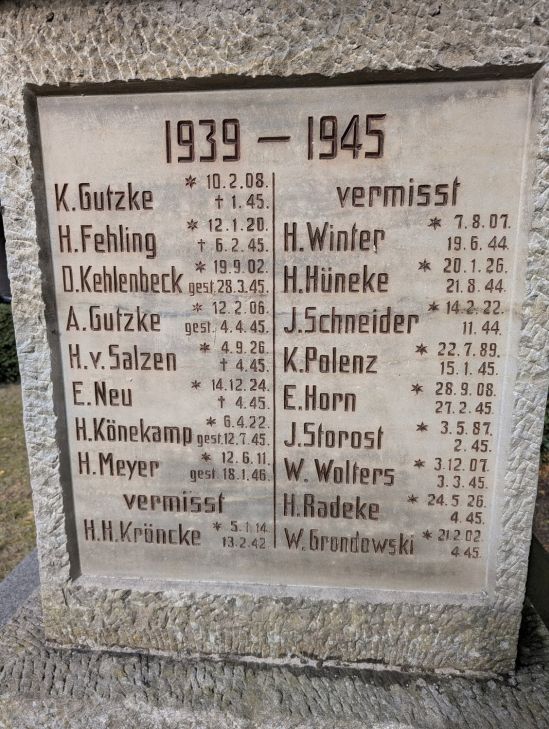 1939 – 1945
K. Gutzke * 10.2.08.
† 1.45.
H. Fehling * 12.1.20.
† 6.2.45.
D. Kehlenbeck * 19.9.02.
gest. 28.3.45.
A. Gutzke * 12.2.06.
gest. 4.4.45.
H. v. Salzen * 4.9.26.
† 4.45.
E. Neu * 14.12.24.
† 4.45.
H. Könekamp * 6.4.22.
gest. 12.7.45.
H. Meyer * 12.6.11.
gest. 18.1.46.
vermisst
H. H. Kröncke * 5.1.14.
13.2.42.
vermisst
H. Winter * 7.8.07.
19.6.44.
H. Hüneke * 20.1.26.
21.8.44.
J. Schneider * 14.2.22.
11.44.
K. Polenz * 22.7.89.
15.1.45.
E. Horn * 28.9.08.
27.2.45.
J. Storost * 3.5.87.
2.45.
W. Wolters * 3.12.07.
3.3.45.
H. Radeke * 24.5.26.
4.45.
W. Grondowski * 21.2.02.
4.45.